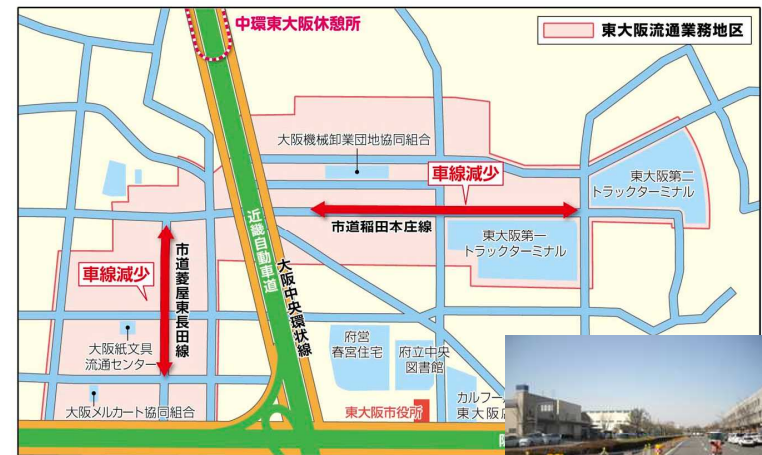 中環東大阪休憩所
東大阪流通業務地区
大阪機械卸業団地協同組合
車線減少
東大阪第二
トラックターミナル
市道稲田本庄線
東大阪第一
トラックターミナル
近畿自動車道
大阪中央環状線
市道菱屋東長田線
車線減少
大阪紙文具
流通センター
府営
春宮住宅
府立中央
図書館
カルフー
東大阪
大阪メルカート協同組合
東大阪市役所